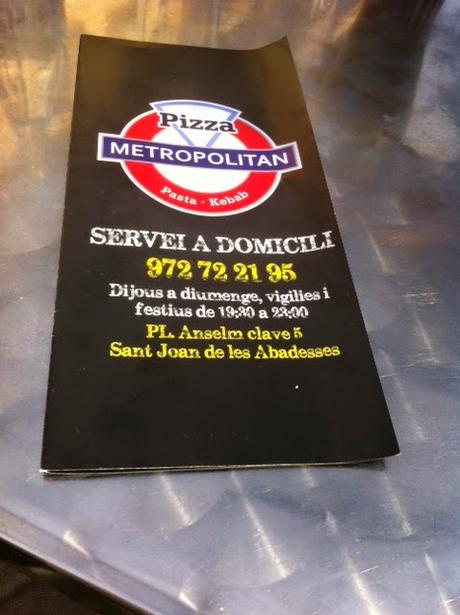 Pizza
METROPOLITAN
Pasta · Kebab
SERVEI A DOMICILI
972 72 21 95
Dijous a diumenge, vigilies i
festius de 19:30 a 23:00
PL. Anselm clave 5
Sant Joan de les Abadesses